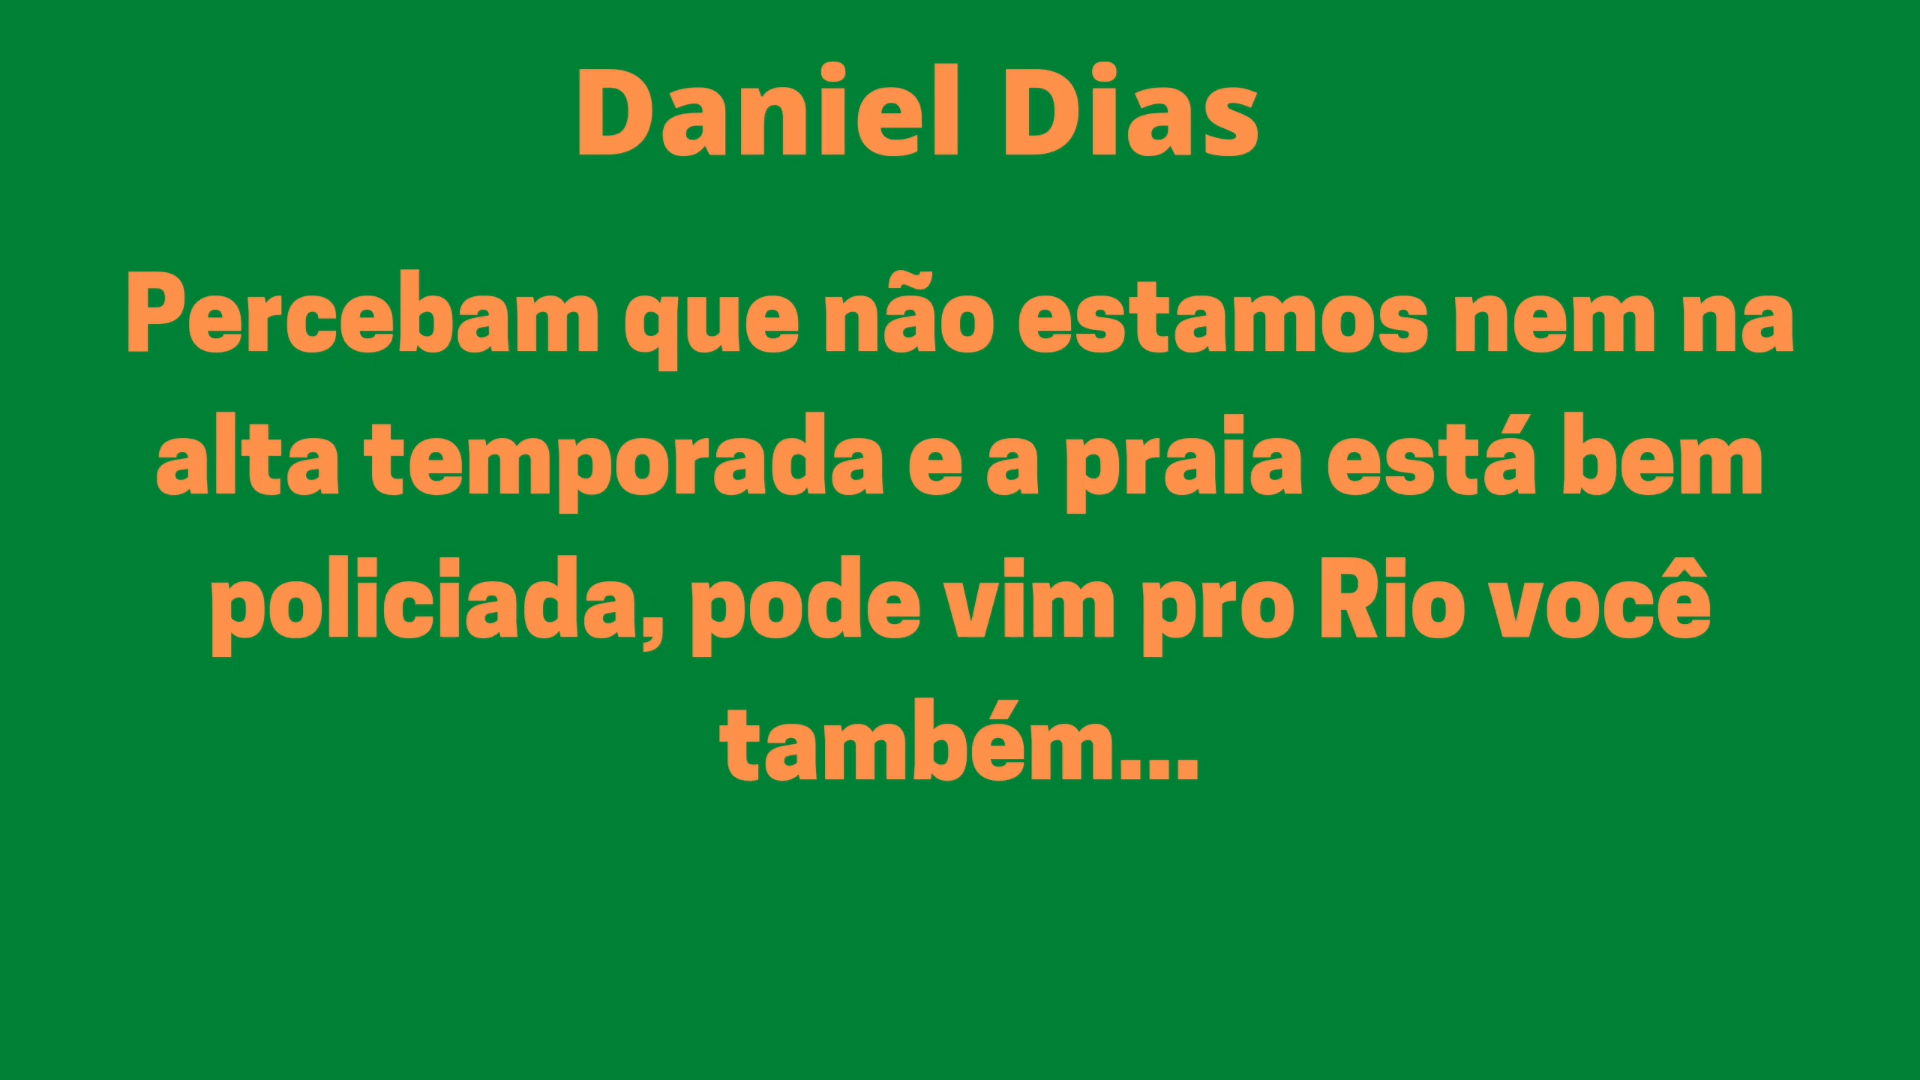 Daniel Dias
Percebam que não estamos nem na
alta temporada e a praia está bem
policiada, pode vim pro Rio você
também...